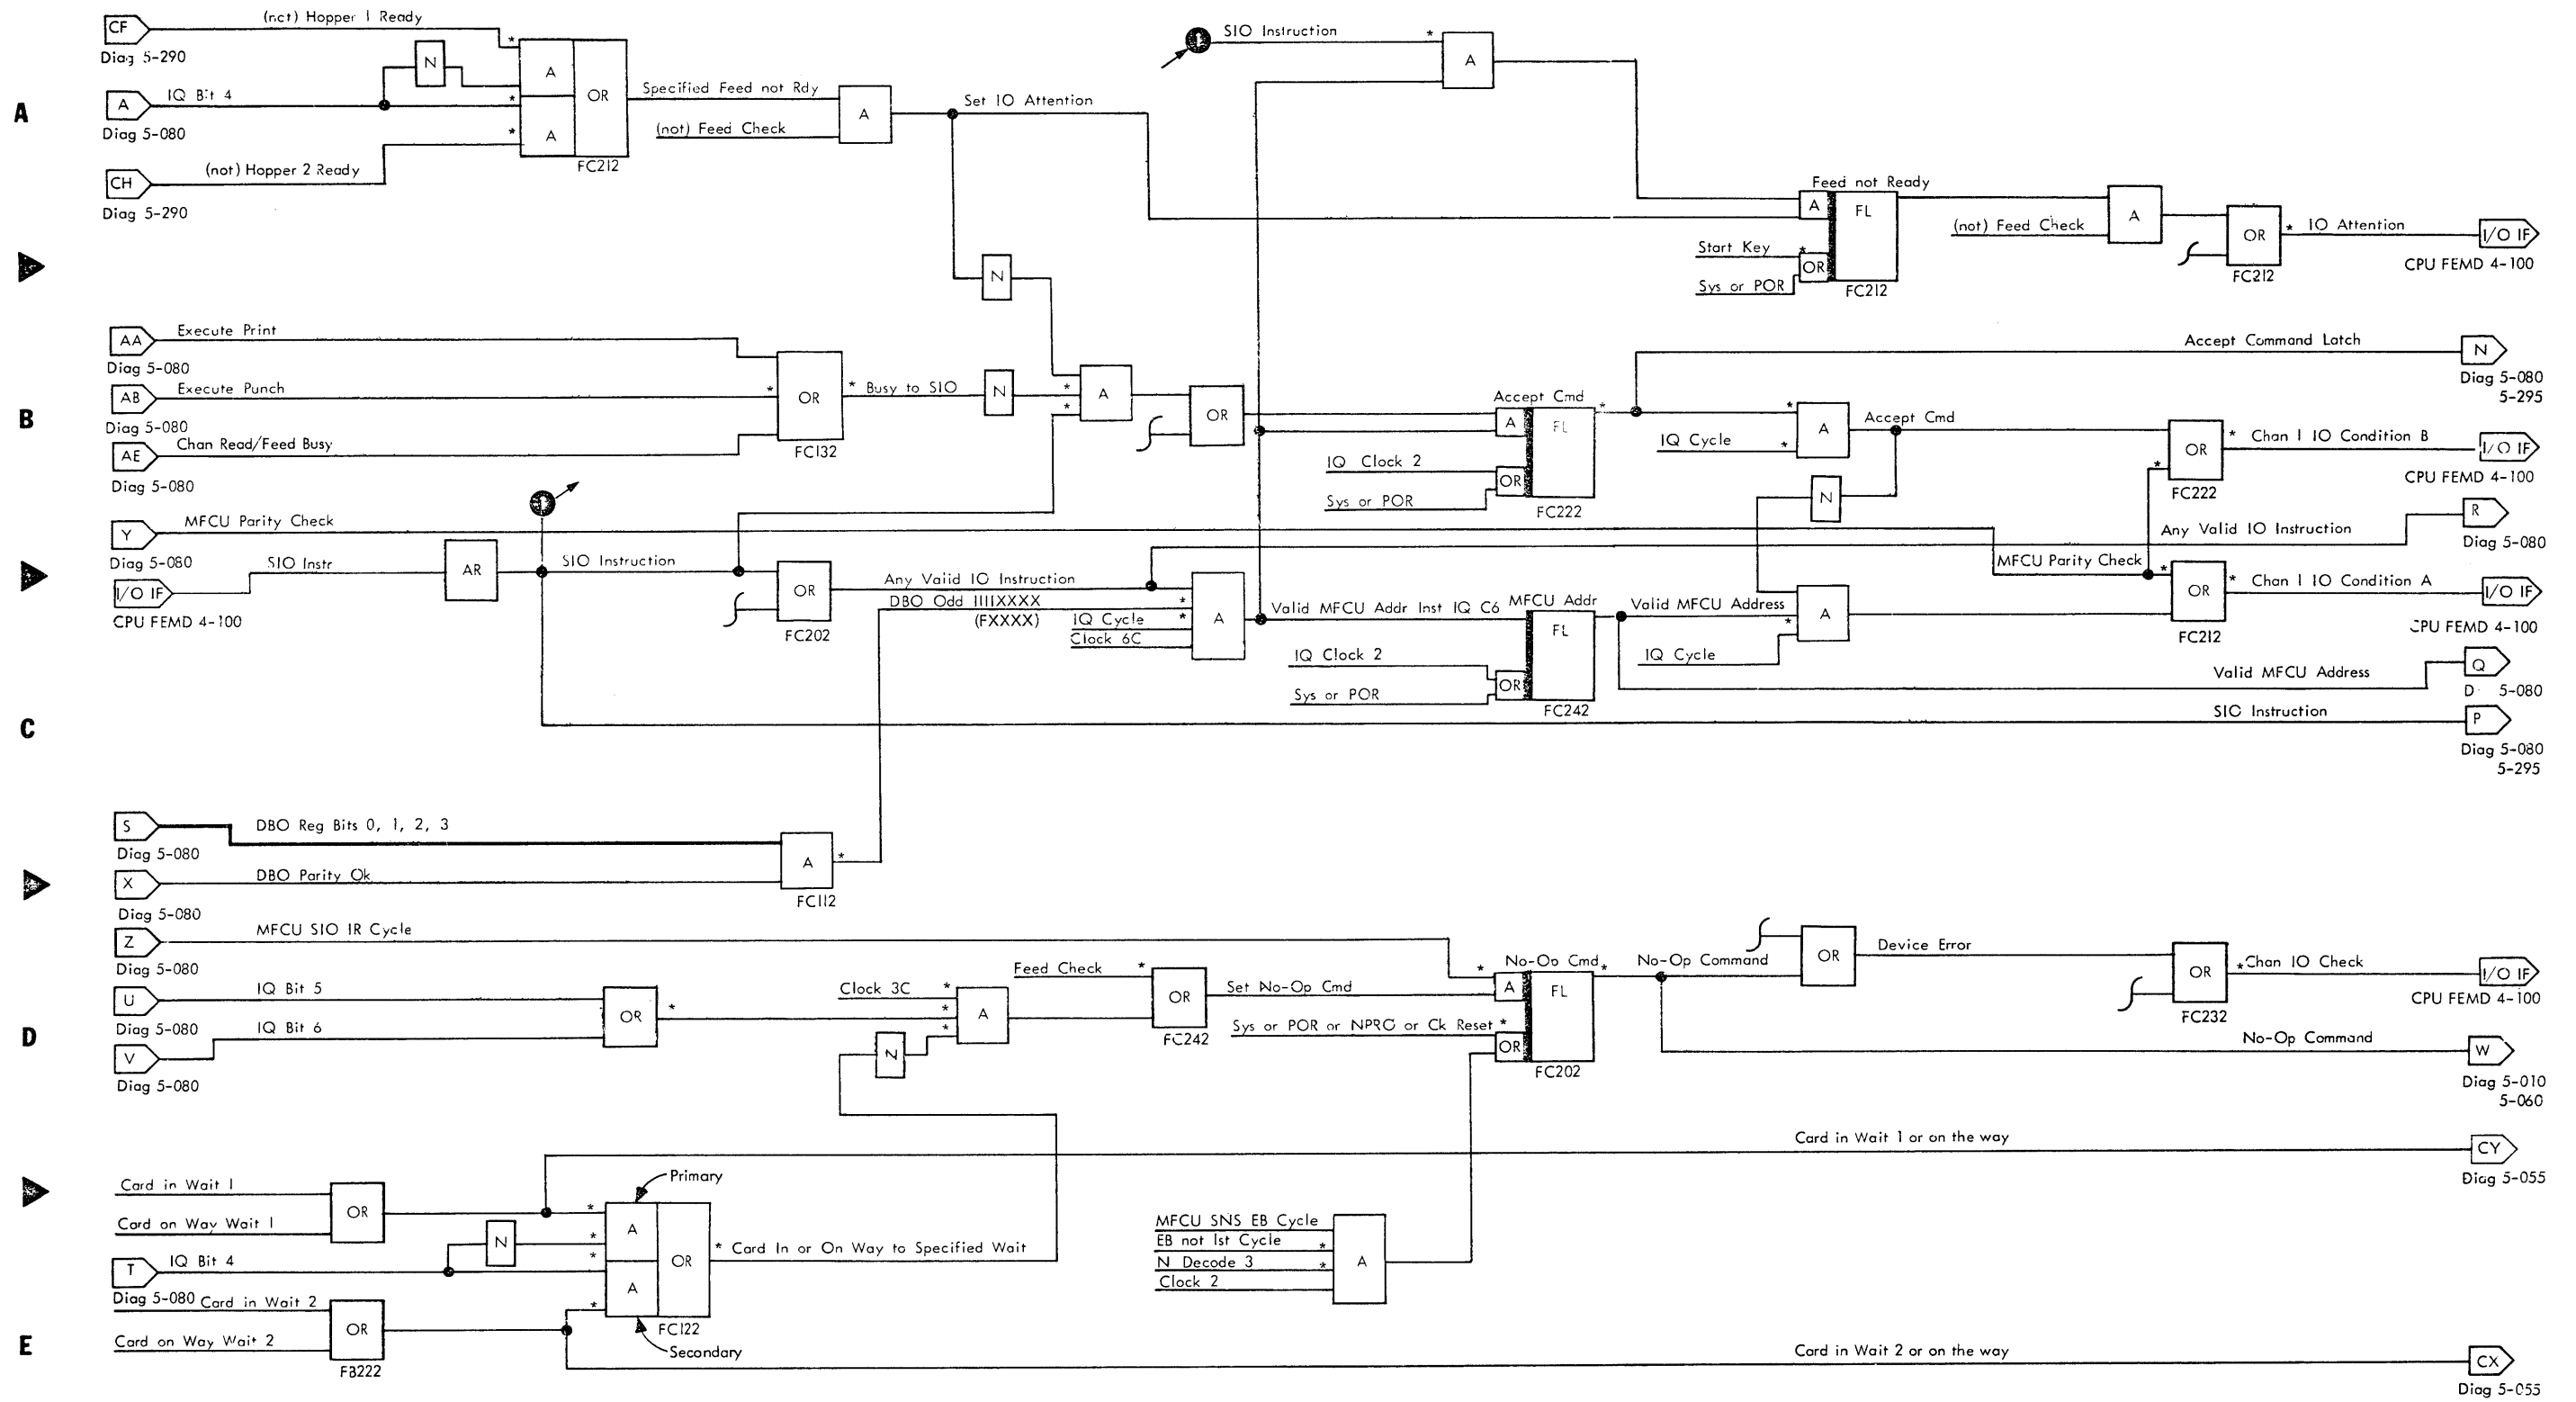 CF
(nct) Hopper 1 Ready
Diag 5-290
N
A
IQ Bit 4
Diag 5-080
CH
(not) Hopper 2 Ready
Diag 5-290
A
A
A
OR
FC212
Specified Feed not Rdy
(not) Feed Check
A
Set IO Attention
N
1
SIO Instruction
*
A
Feed not Ready
A
FL
Start Key
*
OR
Sys or POR
FC212
(not) Feed Check
A
OR
FC212
* IO Attention
I/O IF
CPU FEMD 4-100
B
AA
Execute Print
Diag 5-080
AB
Execute Punch
Diag 5-080
AE
Chan Read/Feed Busy
Diag 5-080
*
OR
FC132
* Busy to SIO
N
*
*
A
OR
Accept Cmd
A
FL
IQ Clock 2
OR
Sys or POR
FC222
*
Accept Command Latch
N
Diag 5-080
5-295
*
IQ Cycle
*
A
Accept Cmd
N
OR
FC222
* Chan 1 IO Condition B
I/O IF
CPU FEMD 4-100
1
Y
MFCU Parity Check
Diag 5-080
Any Valid IO Instruction
R
Diag 5-080
I/O IF
SIO Instr
CPU FEMD 4-100
AR
SIO Instruction
OR
FC202
Any Valid IO Instruction
DBO Odd IIIIXXXX
(FXXXX)
IQ Cycle
Clock 6C
*
*
A
Valid MFCU Addr Inst IQ C6
MFCU Addr
FL
IQ Clock 2
OR
Sys or POR
FC242
Valid MFCU Address
*
IQ Cycle
A
MFCU Parity Check
*
OR
FC212
* Chan 1 IO Condition A
I/O IF
CPU FEMD 4-100
Valid MFCU Address
Q
D 5-080
C
SIO Instruction
P
Diag 5-080
5-295
S
DBO Reg Bits 0, 1, 2, 3
Diag 5-080
X
DBO Parity Ok
Diag 5-080
A
*
FC112
Z
MFCU SIO IR Cycle
Diag 5-080
D
U
IQ Bit 5
Diag 5-080
V
IQ Bit 6
Diag 5-080
OR
*
Clock 3C
*
*
*
A
N
Feed Check
*
OR
FC242
Set No-Op Cmd
Sys or POR or NPRO or Ck Reset *
No-Op Cmd
*
A
FL
OR
FC202
*
No-Op Command
OR
Device Error
OR
FC232
* Chan IO Check
I/O IF
CPU FEMD 4-100
No-Op Command
W
Diag 5-010
5-060
Card in Wait 1 or on the way
CY
Diag 5-055
E
Card in Wait 1
Card on Way Wait 1
OR
T
IQ Bit 4
Diag 5-080
N
Card in Wait 2
Card on Way Wait 2
OR
FB222
Primary
*
*
*
*
A
A
OR
FC122
Secondary
* Card In or On Way to Specified Wait
MFCU SNS EB Cycle
EB not 1st Cycle
*
N Decode 3
*
Clock 2
A
Card in Wait 2 or on the way
CX
Diag 5-055